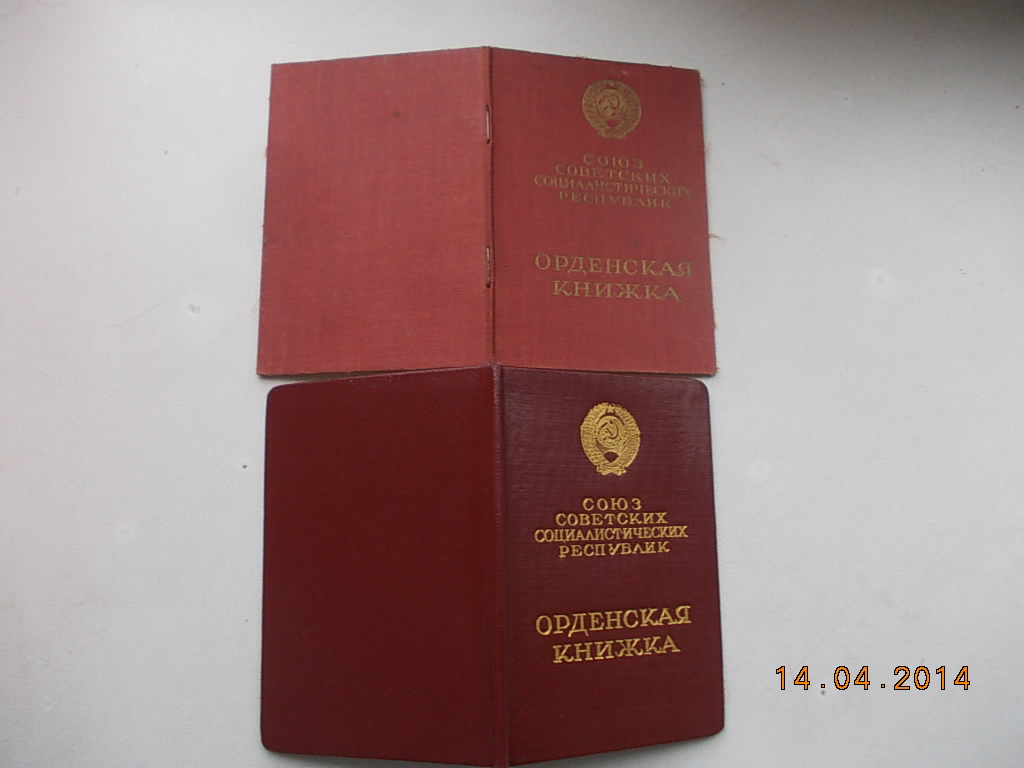 СОЮЗ
СОВЕТСКИХ
СОЦИАЛИСТИЧЕСКИХ
РЕСПУБЛИК
ОРДЕНСКАЯ
КНИЖКА
СОЮЗ
СОВЕТСКИХ
СОЦИАЛИСТИЧЕСКИХ
РЕСПУБЛИК
ОРДЕНСКАЯ
КНИЖКА
14.04.2014